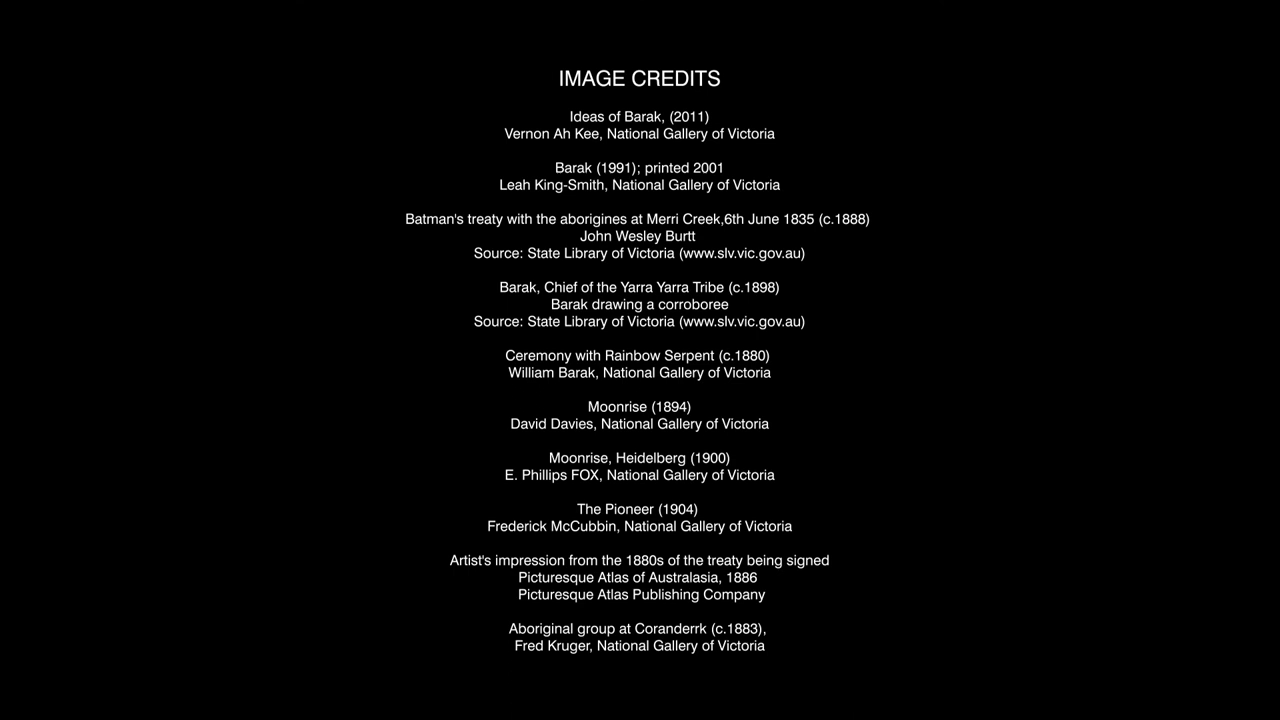 IMAGE CREDITS
Ideas of Barak, (2011)
Vernon Ah Kee, National Gallery of Victoria
Barak (1991); printed 2001
Leah King-Smith, National Gallery of Victoria
Batman's treaty with the aborigines at Merri Creek,6th June 1835 (c.1888)
John Wesley Burtt
Source: State Library of Victoria (www.slv.vic.gov.au)
Barak, Chief of the Yarra Yarra Tribe (c.1898)
Barak drawing a corroboree
Source: State Library of Victoria (www.slv.vic.gov.au)
Ceremony with Rainbow Serpent (c.1880)
William Barak, National Gallery of Victoria
Moonrise (1894)
David Davies, National Gallery of Victoria
Moonrise, Heidelberg (1900)
E. Phillips FOX, National Gallery of Victoria
The Pioneer (1904)
Frederick McCubbin, National Gallery of Victoria
Artist's impression from the 1880s of the treaty being signed
Picturesque Atlas of Australasia, 1886
Picturesque Atlas Publishing Company
Aboriginal group at Coranderrk (c.1883),
Fred Kruger, National Gallery of Victoria